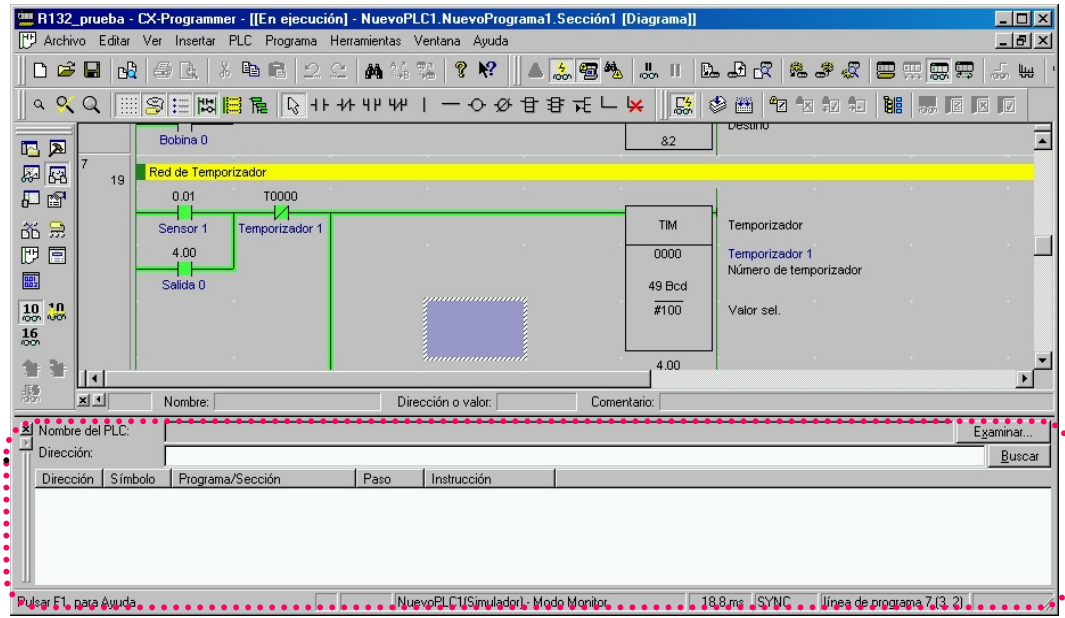 R132_prueba - CX-Programmer - [[En ejecución] - NuevoPLC1.NuevoPrograma1.Sección1 [Diagrama]]
Archivo Editar Ver Insertar PLC Programa Herramientas Ventana Ayuda
Bobina 0
&2
Destino
7
19
Red de Temporizador
0.01
T0000
Sensor 1
Temporizador 1
TIM
Temporizador
4.00
0000
Temporizador 1
Número de temporizador
Salida 0
49 Bcd
#100
Valor sel.
10
10
16
4.00
Nombre:
Dirección o valor:
Comentario:
Nombre del PLC:
Examinar...
Dirección:
Buscar
Dirección Símbolo Programa/Sección Paso Instrucción
Pulsar F1, para Ayuda
NuevoPLC1(Simulador) - Modo Monitor
18.8 ms
SYNC
línea de programa 7 (3, 2)